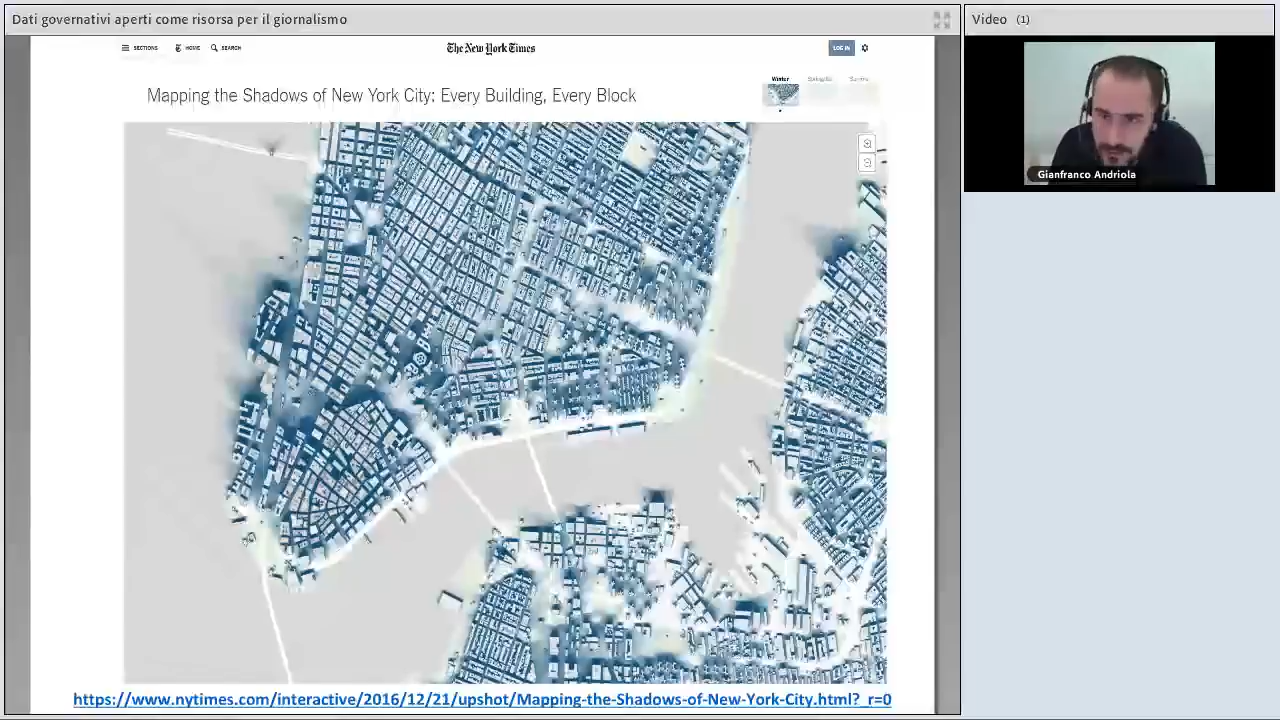 Dati governativi aperti come risorsa per il giornalismo
Video (1)
SECTIONS HOME SEARCH
The New York Times
LOG IN
Mapping the Shadows of New York City: Every Building, Every Block
Winter
Gianfranco Andriola
https://www.nytimes.com/interactive/2016/12/21/upshot/Mapping-the-Shadows-of-New-York-City.html?_r=0